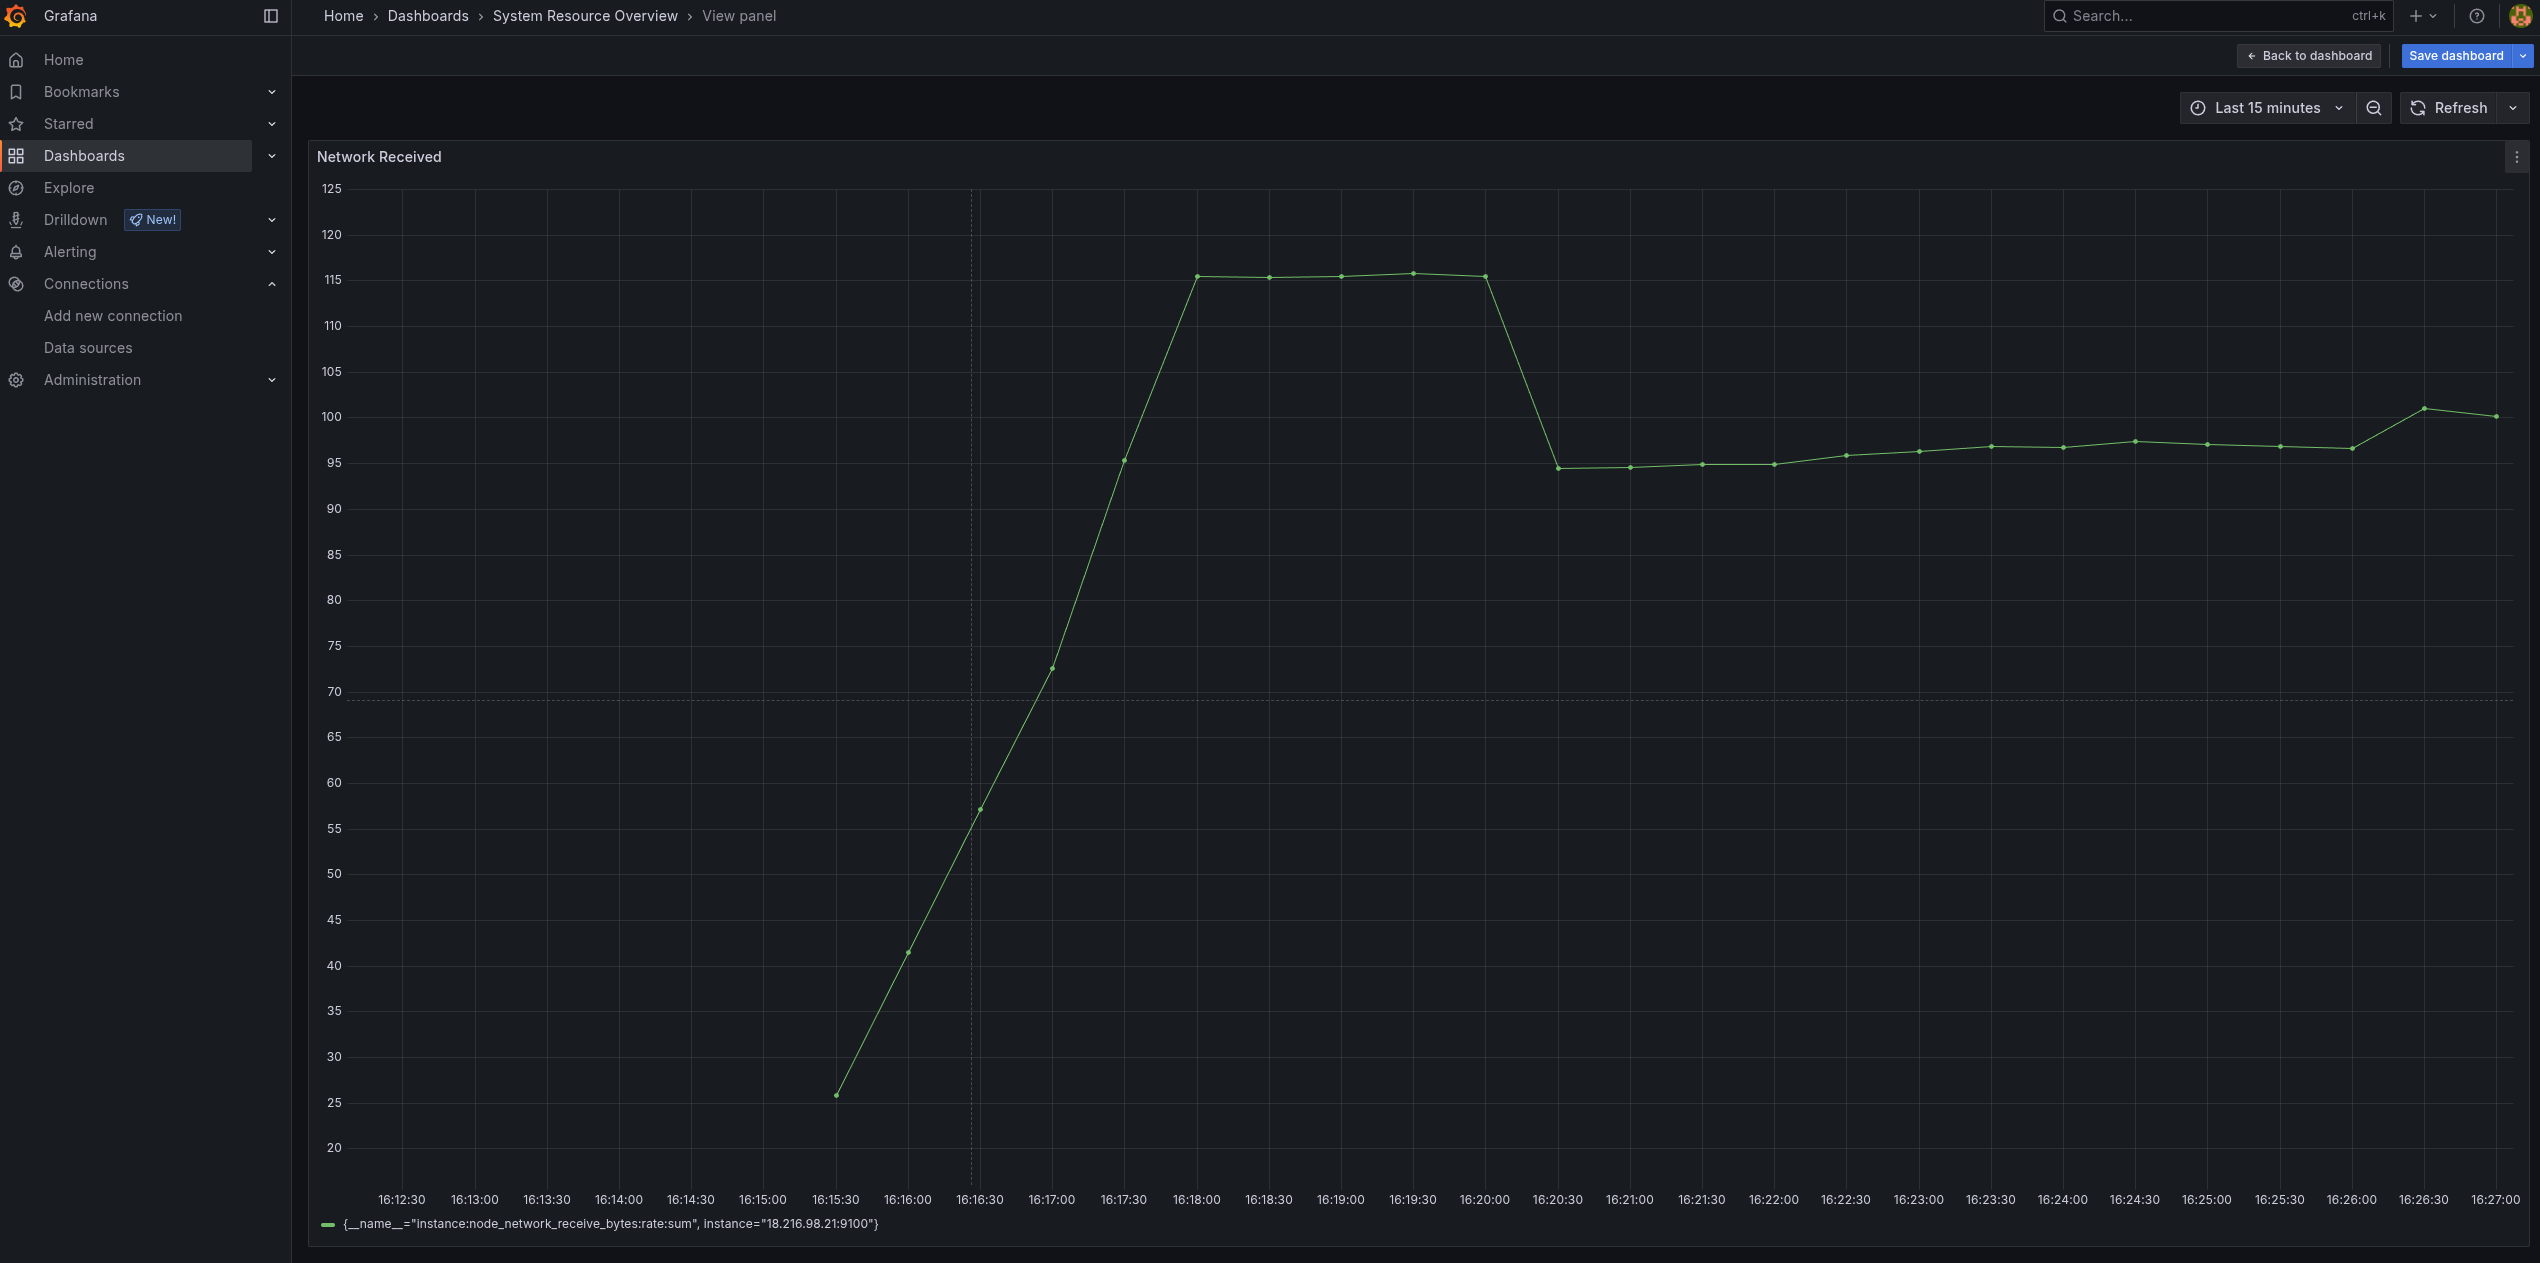 Grafana
Home › Dashboards › System Resource Overview › View panel
Search... ctrl+k
Back to dashboard
Save dashboard
Home
Bookmarks
Starred
Dashboards
Explore
Drilldown New!
Alerting
Connections
Add new connection
Data sources
Administration
Last 15 minutes
Refresh
Network Received
125
120
115
110
105
100
95
90
85
80
75
70
65
60
55
50
45
40
35
30
25
20
16:12:30 16:13:00 16:13:30 16:14:00 16:14:30 16:15:00 16:15:30 16:16:00 16:16:30 16:17:00 16:17:30 16:18:00 16:18:30 16:19:00 16:19:30 16:20:00 16:20:30 16:21:00 16:21:30 16:22:00 16:22:30 16:23:00 16:23:30 16:24:00 16:24:30 16:25:00 16:25:30 16:26:00 16:26:30 16:27:00
{__name__="instance:node_network_receive_bytes:rate:sum", instance="18.216.98.21:9100"}